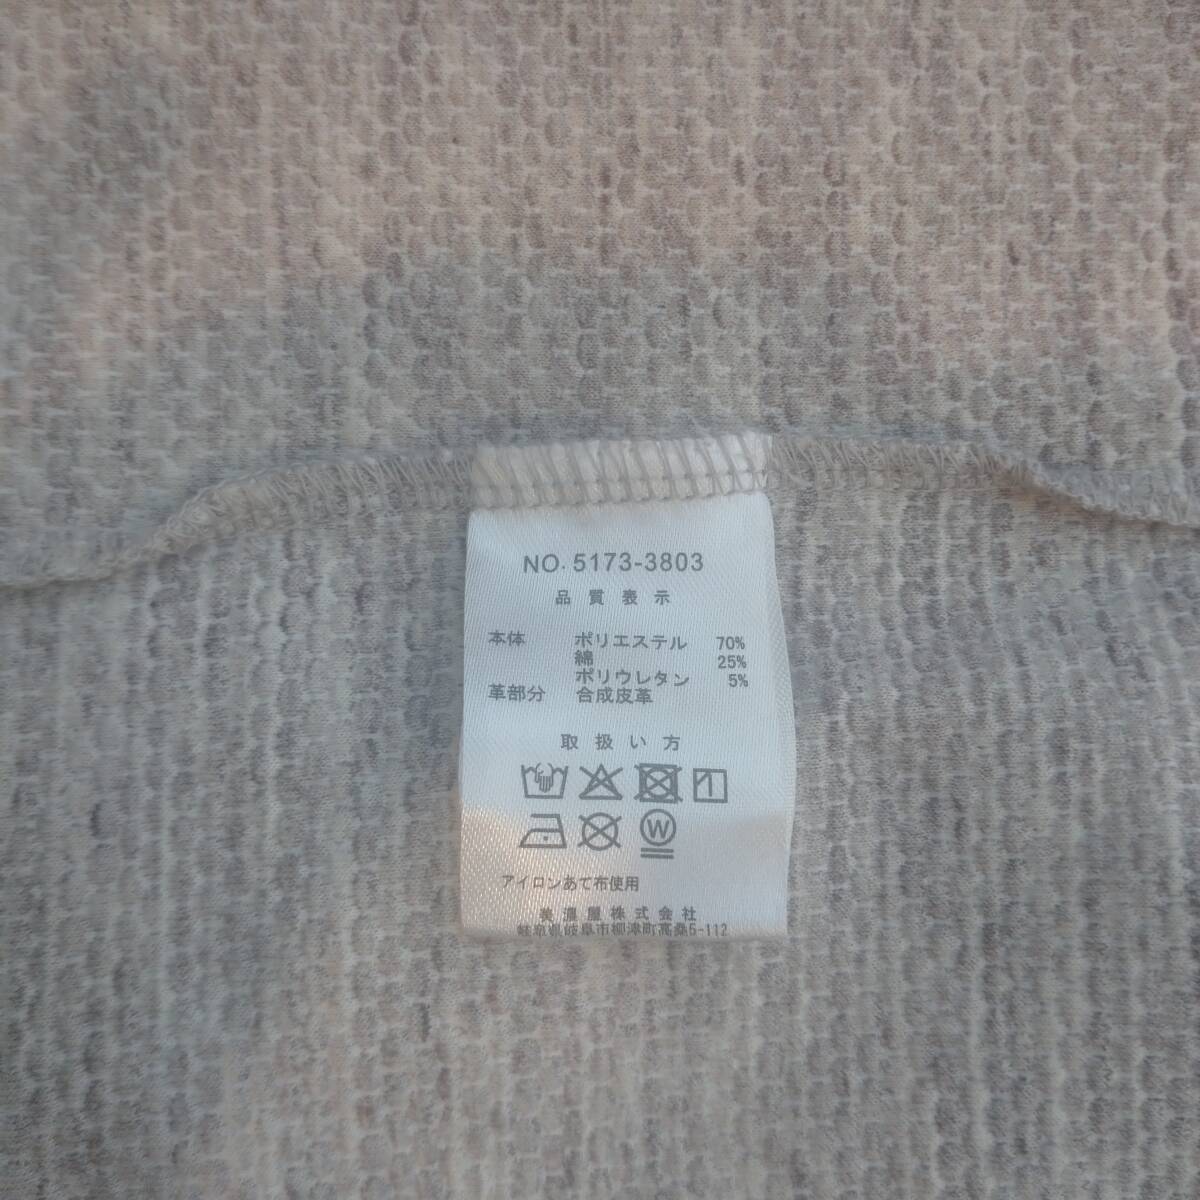 NO. 5173-3803
品質表示
本体 ポリエステル 70%
綿 25%
ポリウレタン 5%
革部分 合成皮革
取扱い方
W
アイロンあて布使用
美濃屋株式会社
岐阜県岐阜市柳津町高桑5-112